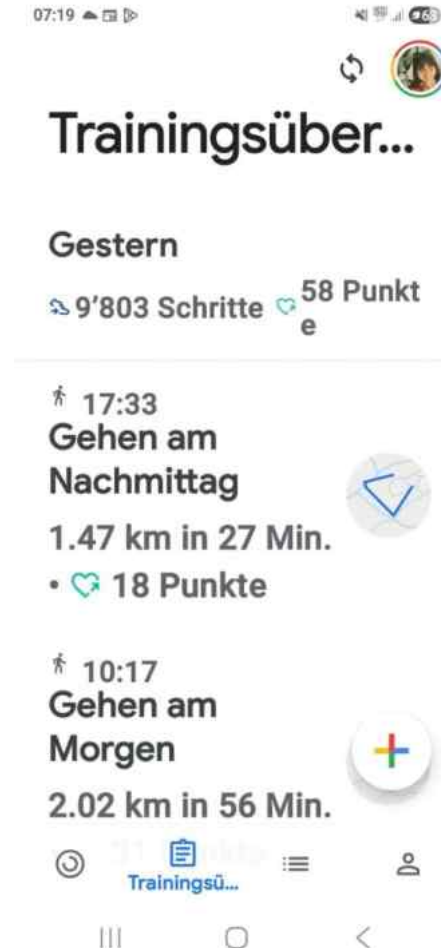 07:19
Trainingsüber...
Gestern
9'803 Schritte 58 Punkt
e
17:33
Gehen am
Nachmittag
1.47 km in 27 Min.
• 18 Punkte
10:17
Gehen am
Morgen
2.02 km in 56 Min.
Trainingsü...